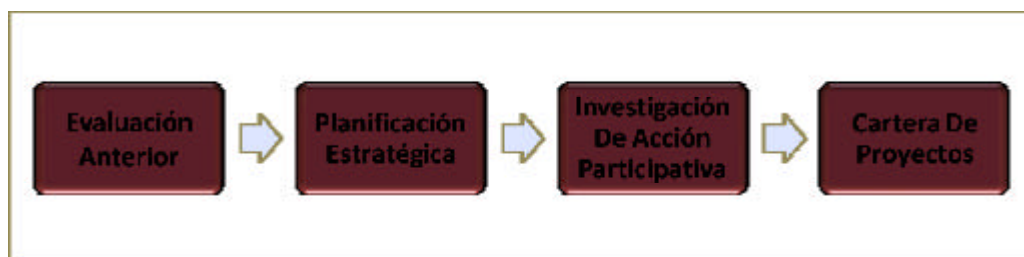 Evaluación
Anterior
Planificación
Estratégica
Investigación
De Acción
Participativa
Cartera De
Proyectos